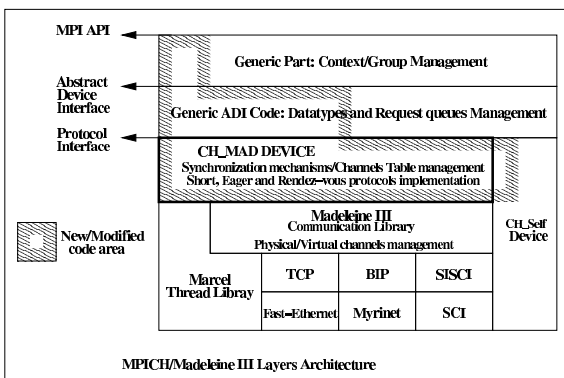 MPI API
Generic Part: Context/Group Management
Abstract
Device
Interface
Generic ADI Code: Datatypes and Request queues Management
Protocol
Interface
CH_MAD DEVICE
Synchronization mechanisms/Channels Table management
Short, Eager and Rendez-vous protocols implementation
Madeleine III
Communication Library
Physical/Virtual channels management
CH_Self
Device
New/Modified
code area
Marcel
Thread Libray
TCP
BIP
SISCI
Fast-Ethernet
Myrinet
SCI
MPICH/Madeleine III Layers Architecture